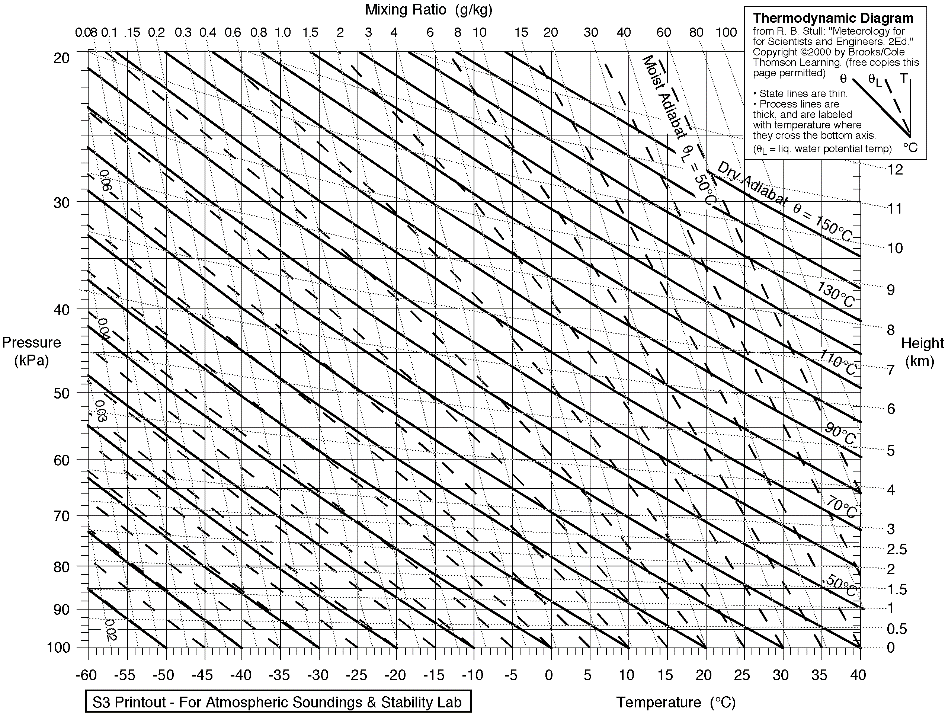 Mixing Ratio (g/kg)
0.08 0.1 .15 0.2 0.3 0.4 0.6 0.8 1.0 1.5 2 3 4 6 8 10 15 20 30 40 60 80 100
Thermodynamic Diagram
from R. B. Stull: "Meteorology for
for Scientists and Engineers, 2Ed."
Copyright ©2000 by Brooks/Cole
Thomson Learning. (free copies this
page permitted)
θ θL T
• State lines are thin.
• Process lines are
thick, and are labeled
with temperature where
they cross the bottom axis.
°C
(θL = liq. water potential temp)
Moist Adiabat θL = 50°C
Dry Adiabat θ = 150°C
130°C
110°C
90°C
70°C
50°C
0.06
0.04
0.03
0.02
Pressure
(kPa)
20
30
40
50
60
70
80
90
100
Height
(km)
12
11
10
9
8
7
6
5
4
3
2.5
2
1.5
1
0.5
0
-60 -55 -50 -45 -40 -35 -30 -25 -20 -15 -10 -5 0 5 10 15 20 25 30 35 40
S3 Printout - For Atmospheric Soundings & Stability Lab
Temperature (°C)